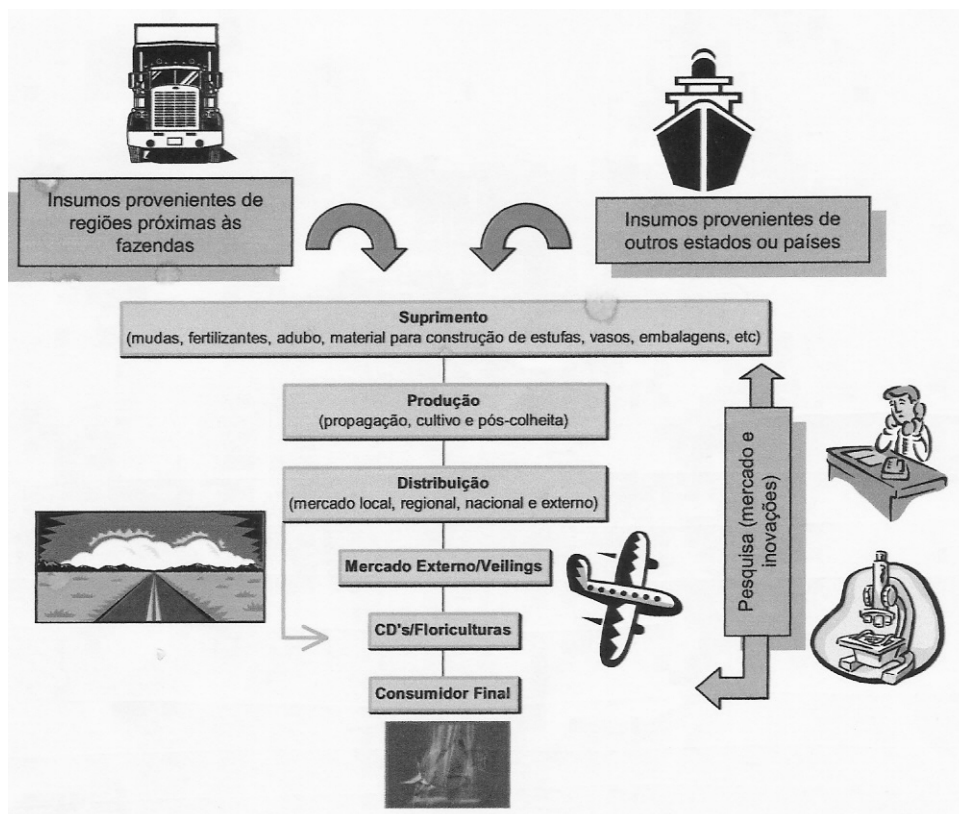 Insumos provenientes de
regiões próximas às
fazendas
Insumos provenientes de
outros estados ou países
Suprimento
(mudas, fertilizantes, adubo, material para construção de estufas, vasos, embalagens, etc)
Produção
(propagação, cultivo e pós-colheita)
Distribuição
(mercado local, regional, nacional e externo)
Mercado Externo/Veilings
CD's/Floriculturas
Consumidor Final
Pesquisa (mercado e
inovações)